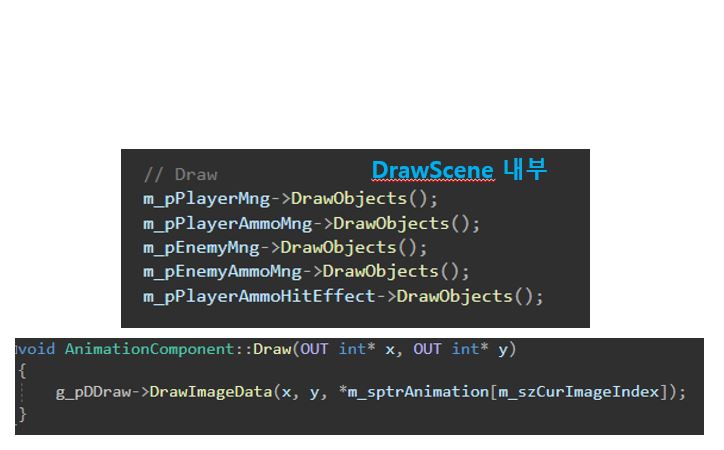 // Draw
DrawScene 내부
m_pPlayerMng->DrawObjects();
m_pPlayerAmmoMng->DrawObjects();
m_pEnemyMng->DrawObjects();
m_pEnemyAmmoMng->DrawObjects();
m_pPlayerAmmoHitEffect->DrawObjects();
void AnimationComponent::Draw(OUT int* x, OUT int* y)
{
g_pDDraw->DrawImageData(x, y, *m_sptrAnimation[m_szCurImageIndex]);
}